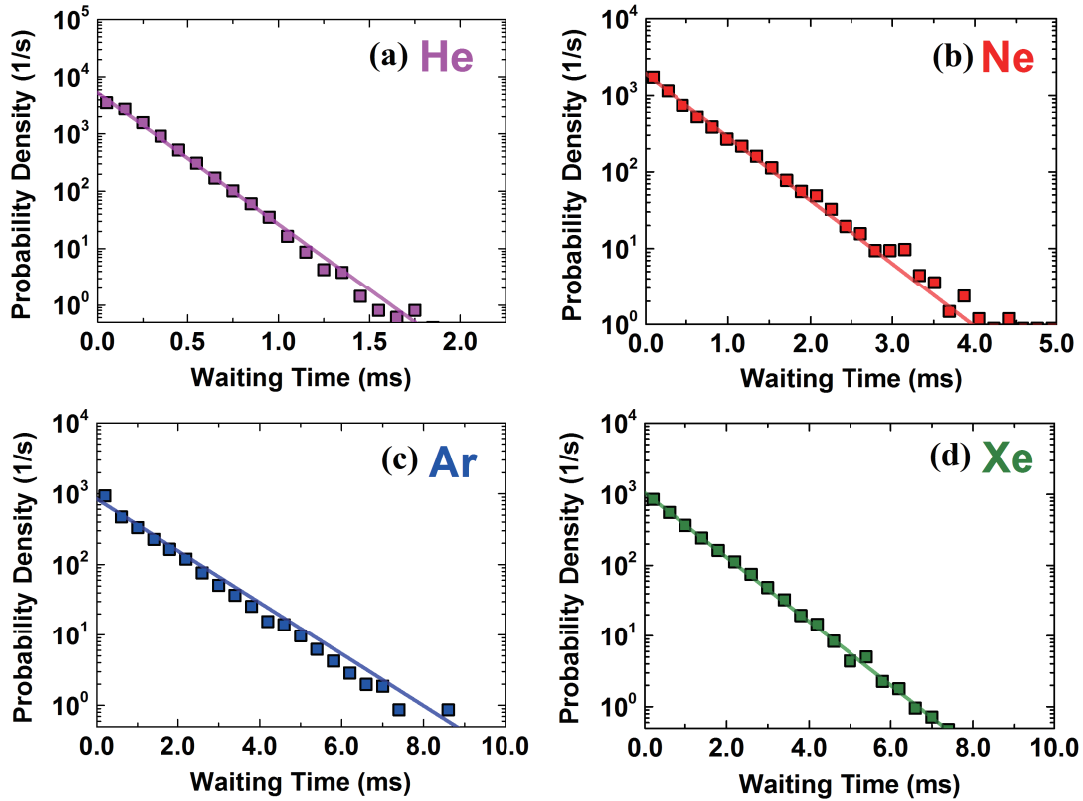 (a) He
Probability Density (1/s)
10^5
10^4
10^3
10^2
10^1
10^0
0.0 0.5 1.0 1.5 2.0
Waiting Time (ms)
(b) Ne
Probability Density (1/s)
10^4
10^3
10^2
10^1
10^0
0.0 1.0 2.0 3.0 4.0 5.0
Waiting Time (ms)
(c) Ar
Probability Density (1/s)
10^4
10^3
10^2
10^1
10^0
0.0 2.0 4.0 6.0 8.0 10.0
Waiting Time (ms)
(d) Xe
Probability Density (1/s)
10^4
10^3
10^2
10^1
10^0
0.0 2.0 4.0 6.0 8.0 10.0
Waiting Time (ms)